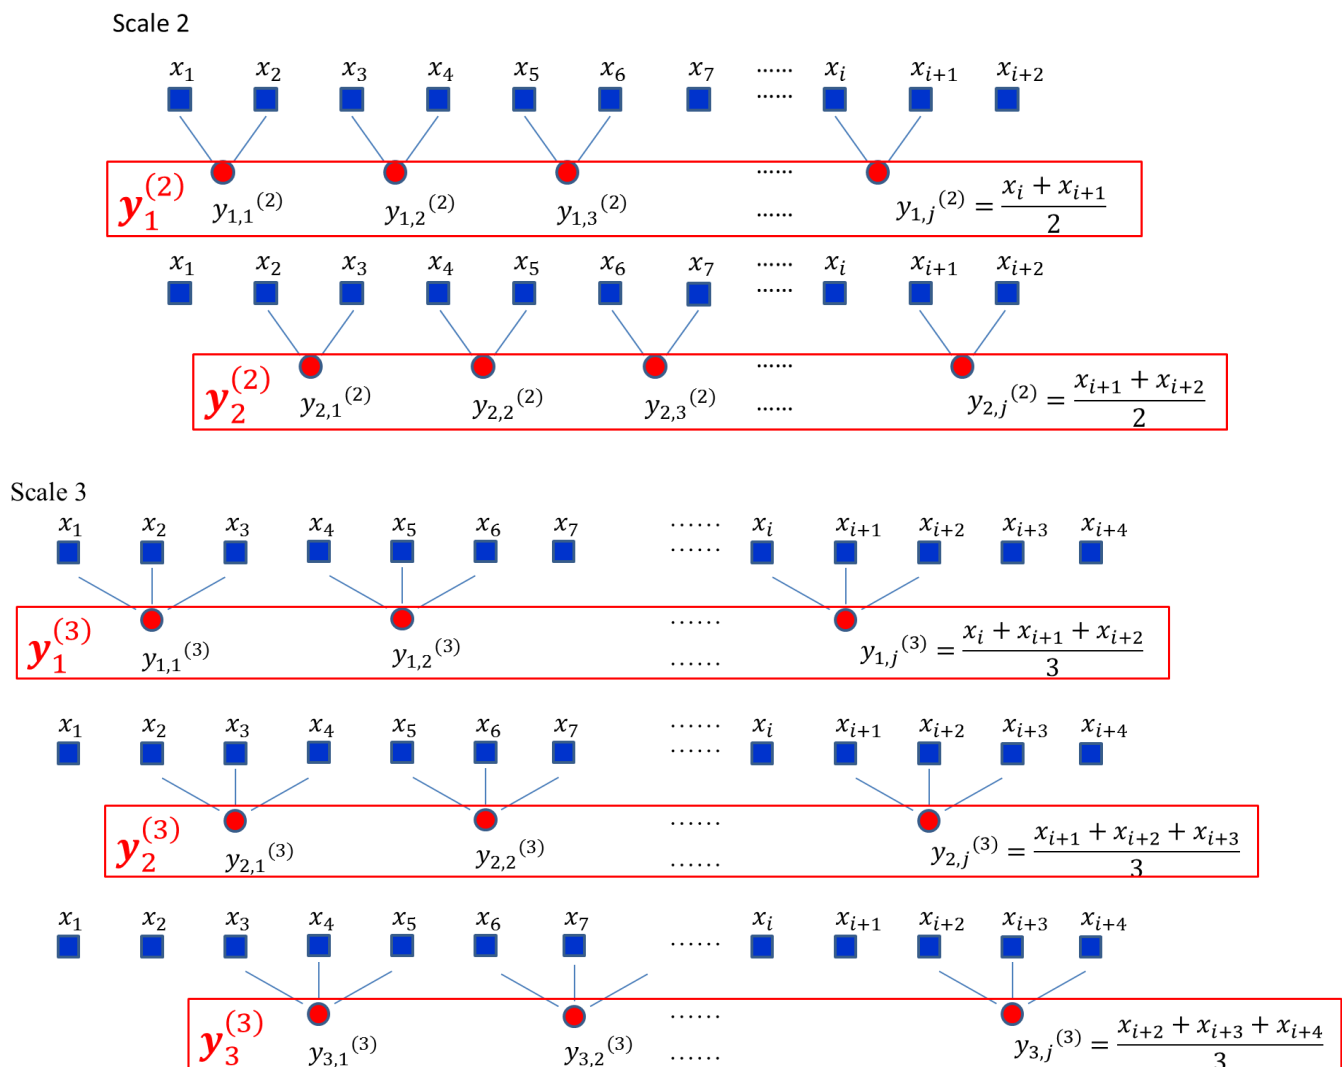 Scale 2
x₁ x₂ x₃ x₄ x₅ x₆ x₇ ...... xᵢ xᵢ₊₁ xᵢ₊₂
......
y₁⁽²⁾ y₁,₁⁽²⁾ y₁,₂⁽²⁾ y₁,₃⁽²⁾ ...... ...... y₁,ⱼ⁽²⁾ = (xᵢ + xᵢ₊₁)/2
x₁ x₂ x₃ x₄ x₅ x₆ x₇ ...... xᵢ xᵢ₊₁ xᵢ₊₂
......
y₂⁽²⁾ y₂,₁⁽²⁾ y₂,₂⁽²⁾ y₂,₃⁽²⁾ ...... ...... y₂,ⱼ⁽²⁾ = (xᵢ₊₁ + xᵢ₊₂)/2
Scale 3
x₁ x₂ x₃ x₄ x₅ x₆ x₇ ...... xᵢ xᵢ₊₁ xᵢ₊₂ xᵢ₊₃ xᵢ₊₄
......
y₁⁽³⁾ y₁,₁⁽³⁾ y₁,₂⁽³⁾ ...... ...... y₁,ⱼ⁽³⁾ = (xᵢ + xᵢ₊₁ + xᵢ₊₂)/3
x₁ x₂ x₃ x₄ x₅ x₆ x₇ ...... xᵢ xᵢ₊₁ xᵢ₊₂ xᵢ₊₃ xᵢ₊₄
......
y₂⁽³⁾ y₂,₁⁽³⁾ y₂,₂⁽³⁾ ...... ...... y₂,ⱼ⁽³⁾ = (xᵢ₊₁ + xᵢ₊₂ + xᵢ₊₃)/3
x₁ x₂ x₃ x₄ x₅ x₆ x₇ xᵢ xᵢ₊₁ xᵢ₊₂ xᵢ₊₃ xᵢ₊₄
......
y₃⁽³⁾ y₃,₁⁽³⁾ y₃,₂⁽³⁾ ...... ...... y₃,ⱼ⁽³⁾ = (xᵢ₊₂ + xᵢ₊₃ + xᵢ₊₄)/3